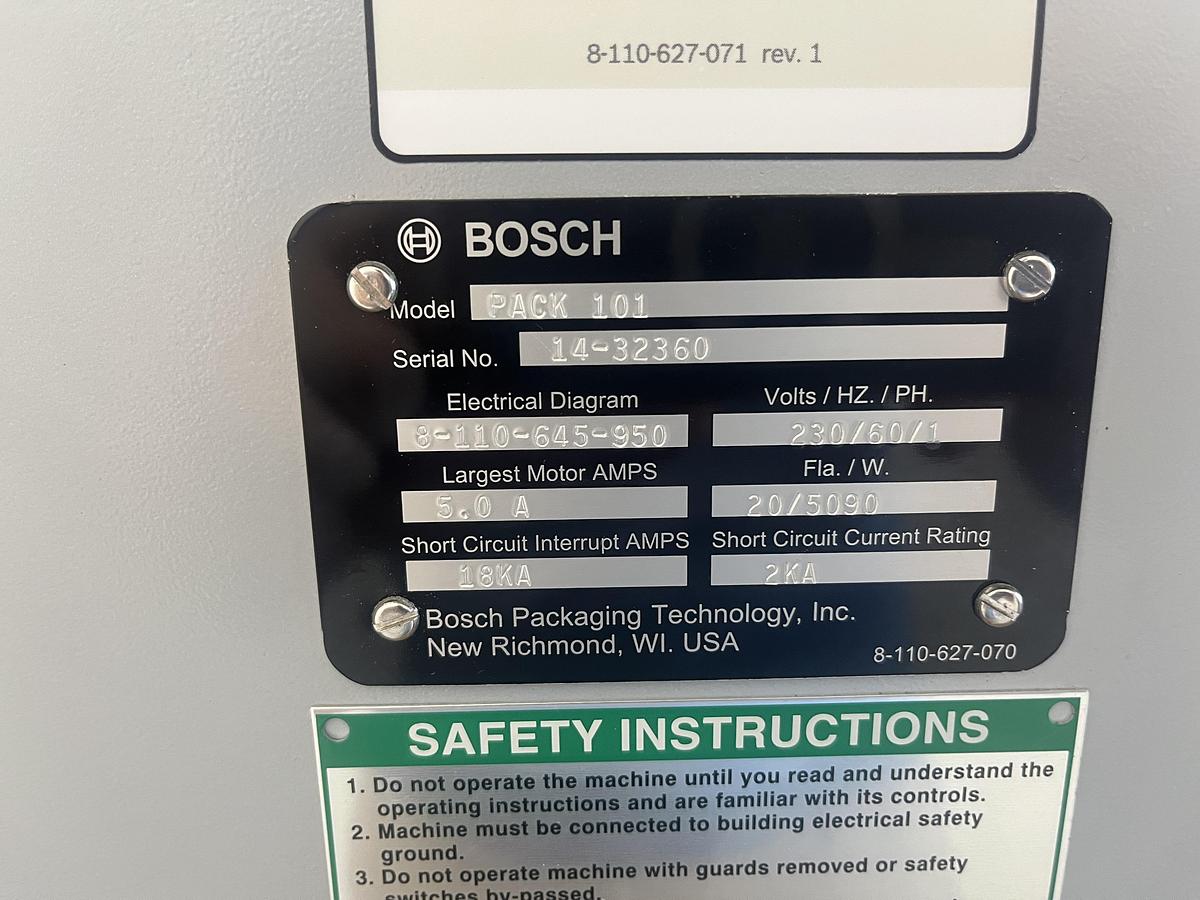 8-110-627-071 rev. 1
BOSCH
Model PACK 101
Serial No. 14-32360
Electrical Diagram Volts / HZ. / PH.
8-110-645-950 230/60/1
Largest Motor AMPS Fla. / W.
5.0 A 20/5090
Short Circuit Interrupt AMPS Short Circuit Current Rating
18KA 2KA
Bosch Packaging Technology, Inc.
New Richmond, WI. USA
8-110-627-070
SAFETY INSTRUCTIONS
1. Do not operate the machine until you read and understand the
operating instructions and are familiar with its controls.
2. Machine must be connected to building electrical safety
ground.
3. Do not operate machine with guards removed or safety
switches by-passed.